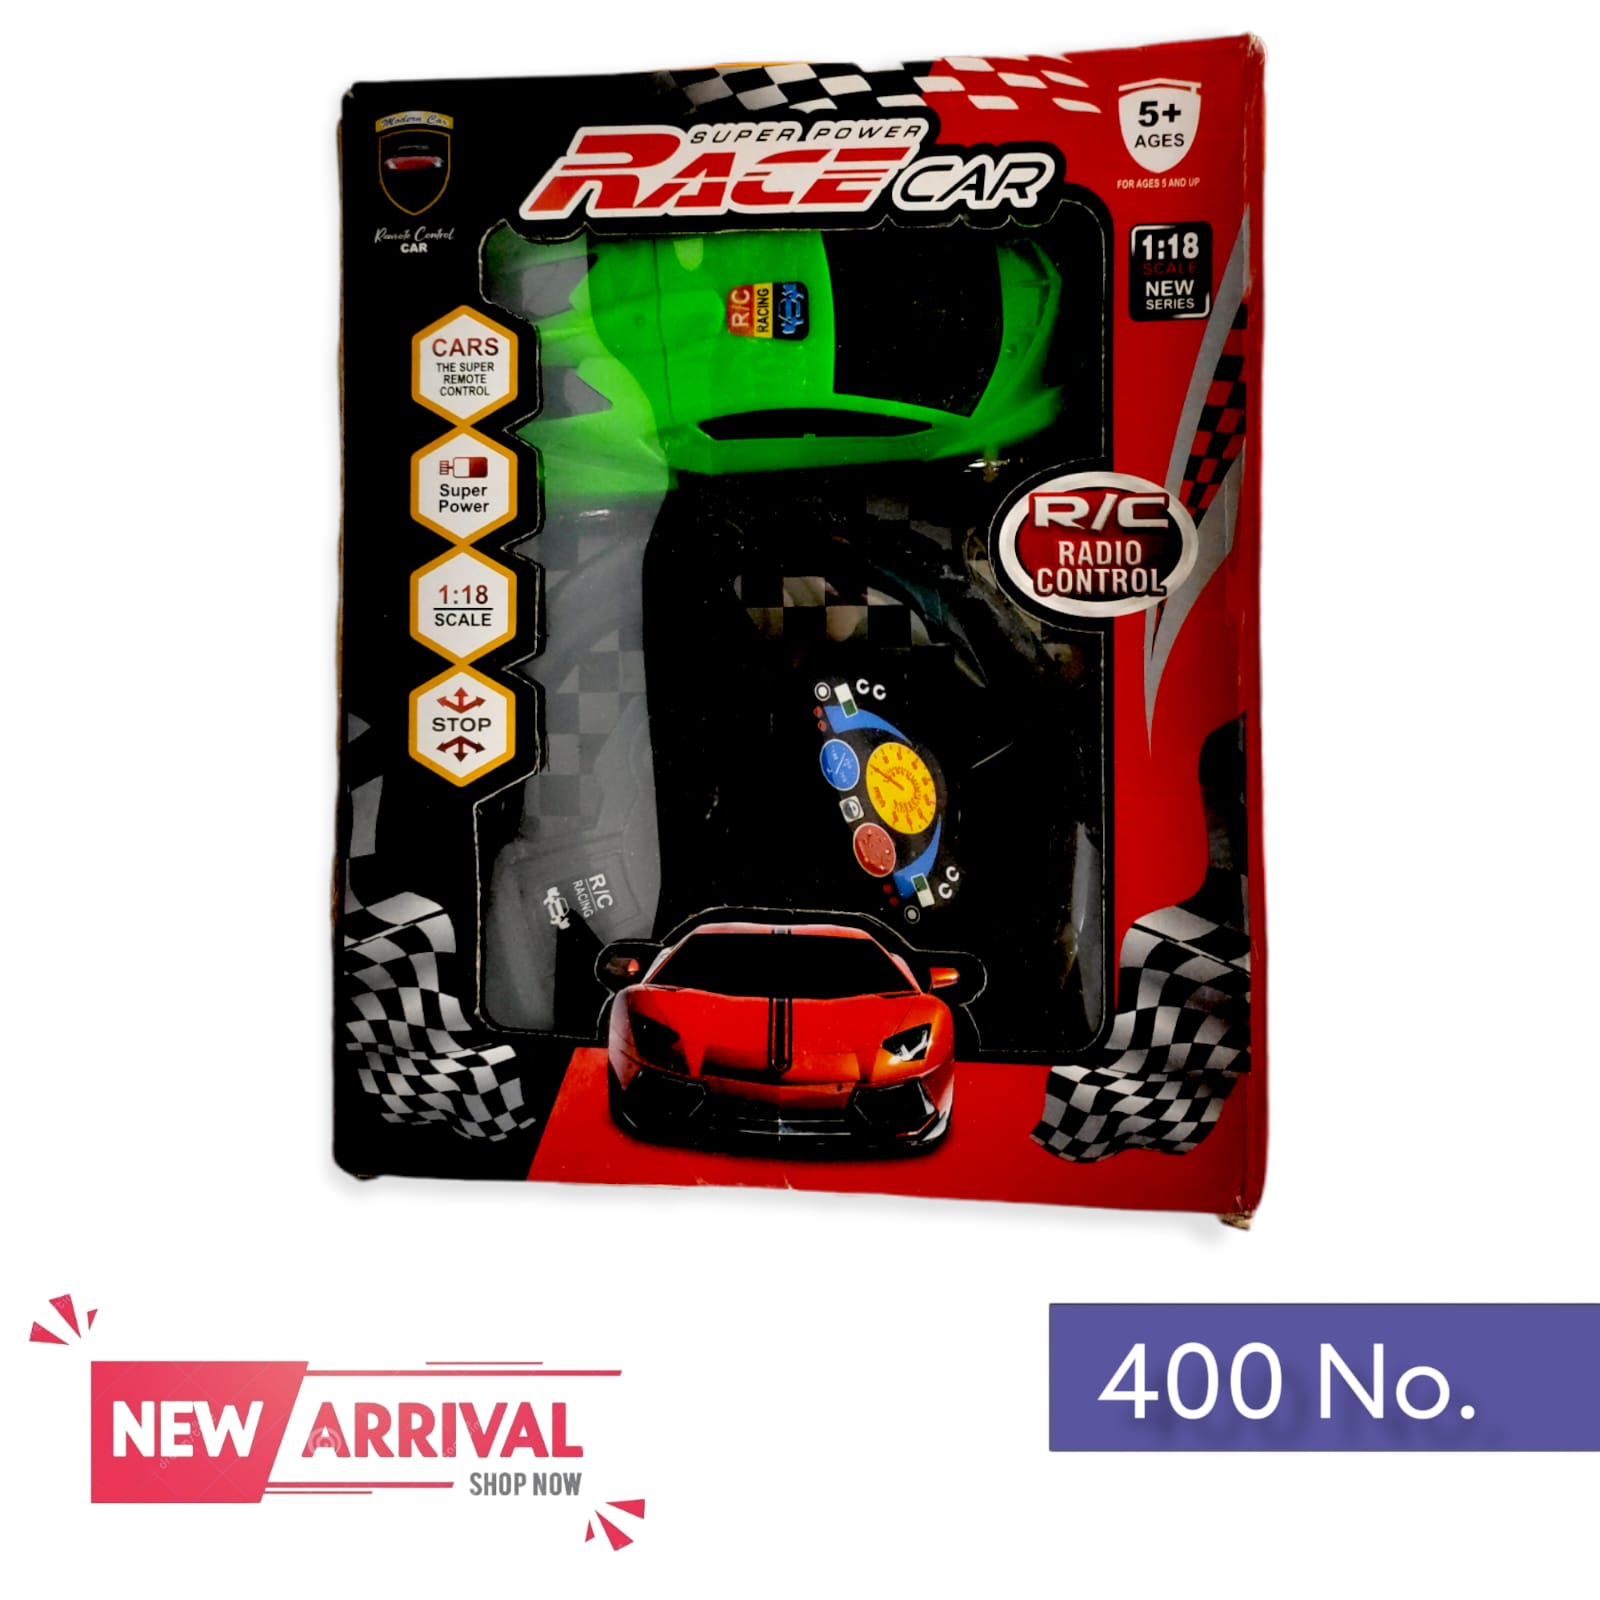 Modern Car
Remote Control
CAR
SUPER POWER
RACE CAR
5+
AGES
FOR AGES 5 AND UP
1:18
SCALE
NEW
SERIES
R/C
RACING
CARS
THE SUPER
REMOTE
CONTROL
Super
Power
1:18
SCALE
STOP
R/C
RADIO
CONTROL
CC
CC
R/C
RACING
NEW ARRIVAL
SHOP NOW
400 No.